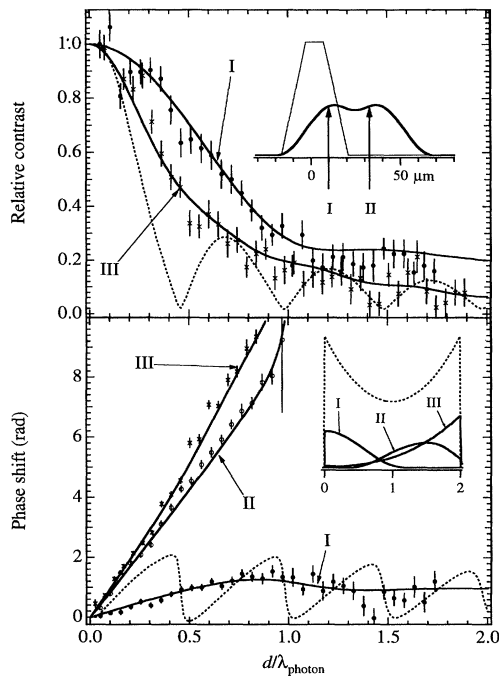 Relative contrast
1.0
0.8
0.6
0.4
0.2
0.0
I
III
0
50 μm
I
II
Phase shift (rad)
8
6
4
2
0
III
II
I
I
II
III
0
1
2
0.0
0.5
1.0
1.5
2.0
d/λphoton